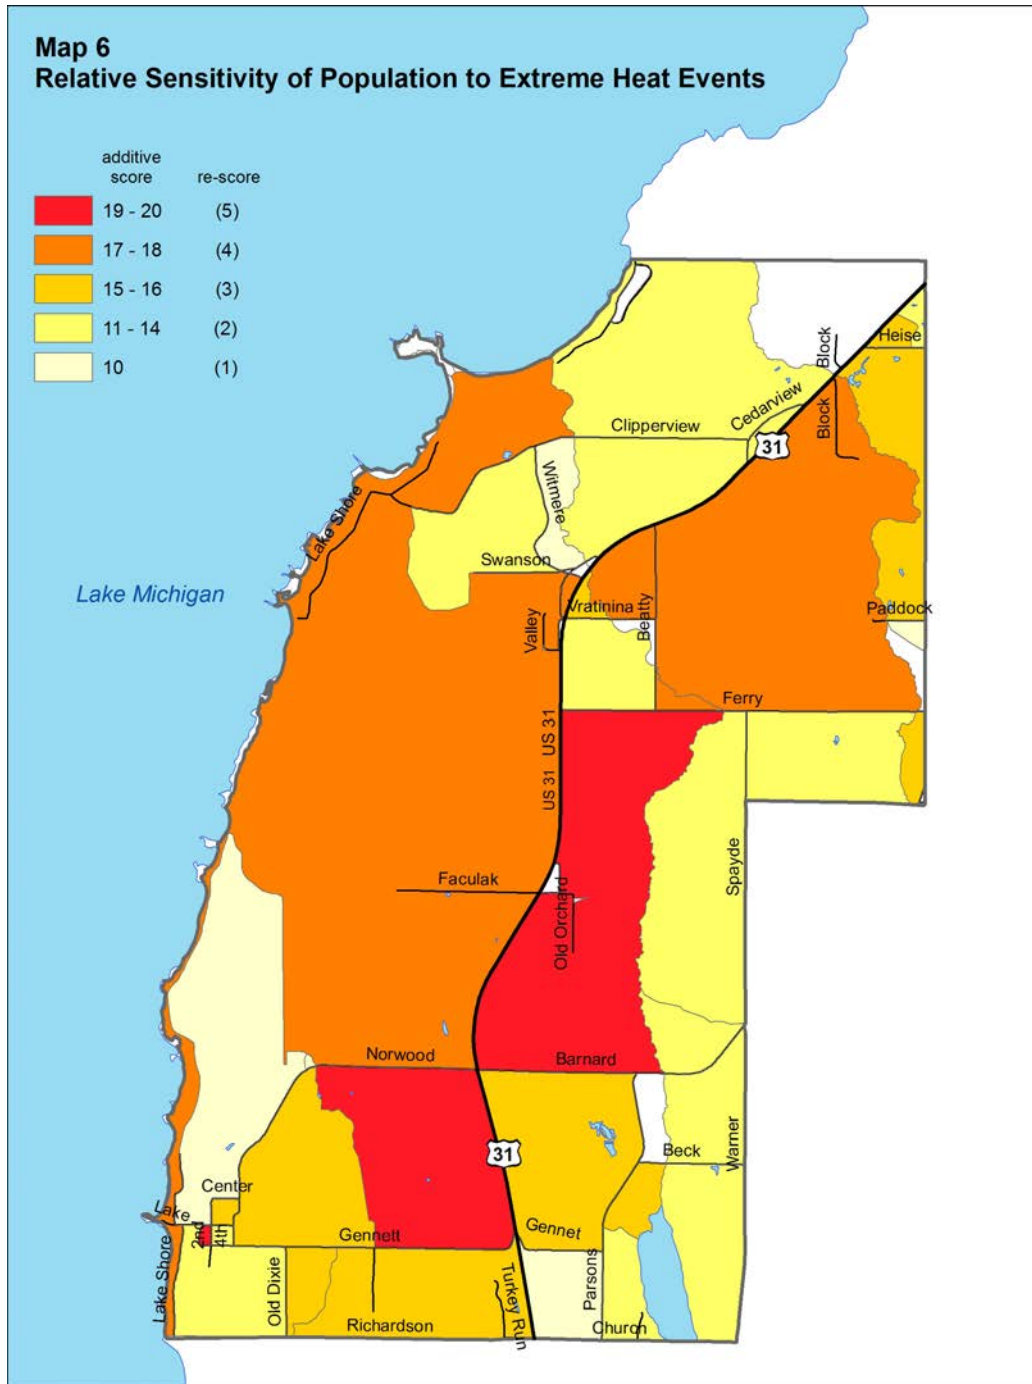 Map 6
Relative Sensitivity of Population to Extreme Heat Events
additive
score
re-score
19 - 20
(5)
17 - 18
(4)
15 - 16
(3)
11 - 14
(2)
10
(1)
Block
Heise
Cedarview
Block
Clipperview
31
Witmere
Lake Shore
Swanson
Lake Michigan
Vratinina
Paddock
Valley
Beatty
Ferry
US 31
US 31
Spayde
Faculak
Old Orchard
Norwood
Barnard
31
Beck
Warner
Center
Lake
2nd
4th
Gennett
Gennet
Lake Shore
Old Dixie
Parsons
Turkey Run
Richardson
Church